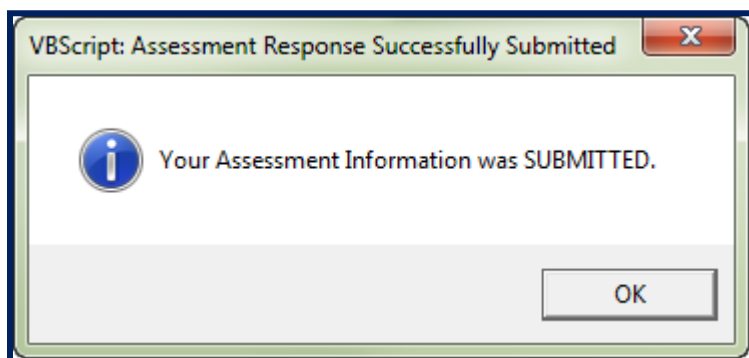 VBScript: Assessment Response Successfully Submitted
Your Assessment Information was SUBMITTED.
OK